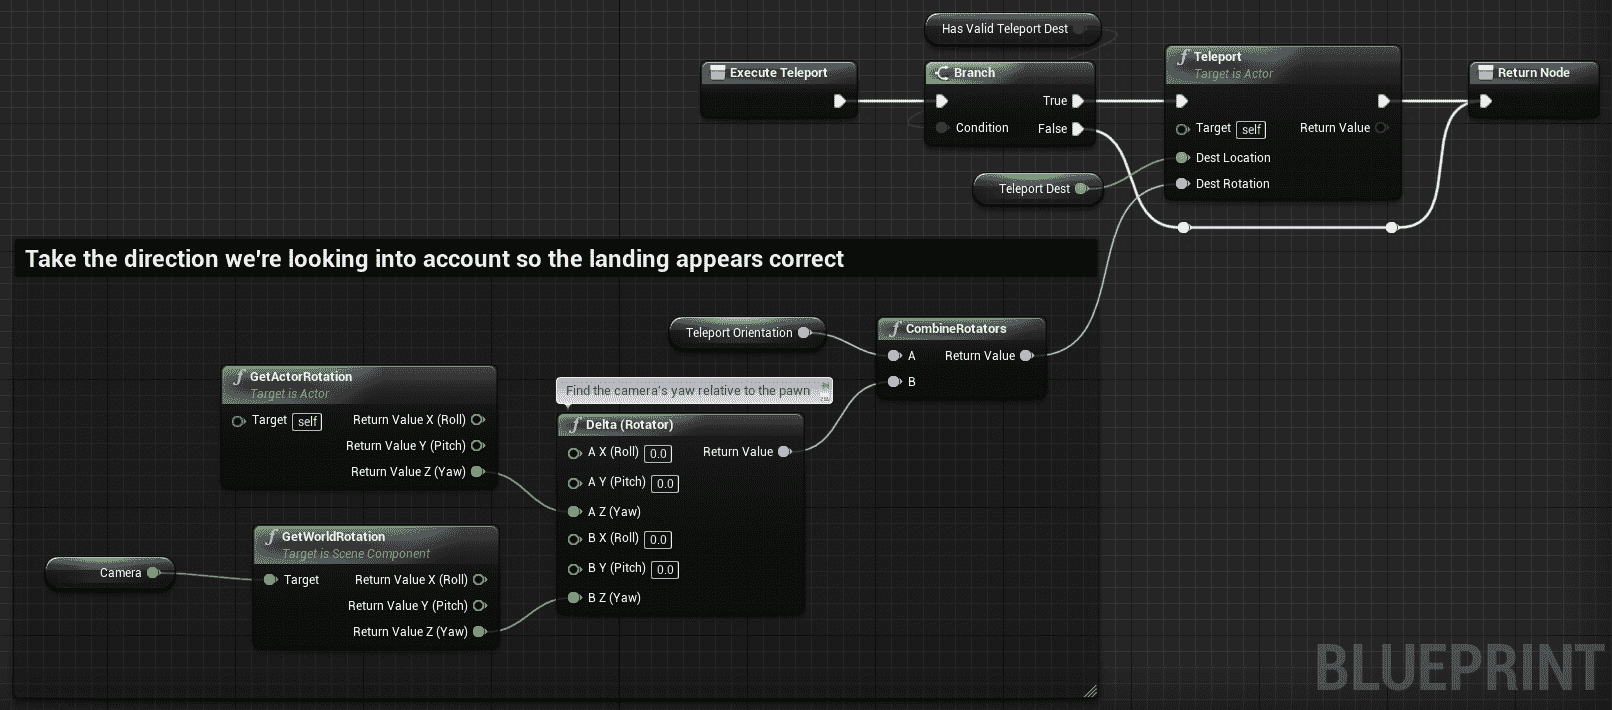 Has Valid Teleport Dest
Execute Teleport
Branch
True
Condition
False
Teleport
Target is Actor
Target self
Return Value
Dest Location
Dest Rotation
Return Node
Teleport Dest
Take the direction we're looking into account so the landing appears correct
Teleport Orientation
CombineRotators
A
Return Value
B
GetActorRotation
Target is Actor
Target self
Return Value X (Roll)
Return Value Y (Pitch)
Return Value Z (Yaw)
Find the camera's yaw relative to the pawn
Delta (Rotator)
A X (Roll) 0.0
Return Value
A Y (Pitch) 0.0
A Z (Yaw)
B X (Roll) 0.0
B Y (Pitch) 0.0
B Z (Yaw)
GetWorldRotation
Target is Scene Component
Camera
Target
Return Value X (Roll)
Return Value Y (Pitch)
Return Value Z (Yaw)
BLUEPRINT